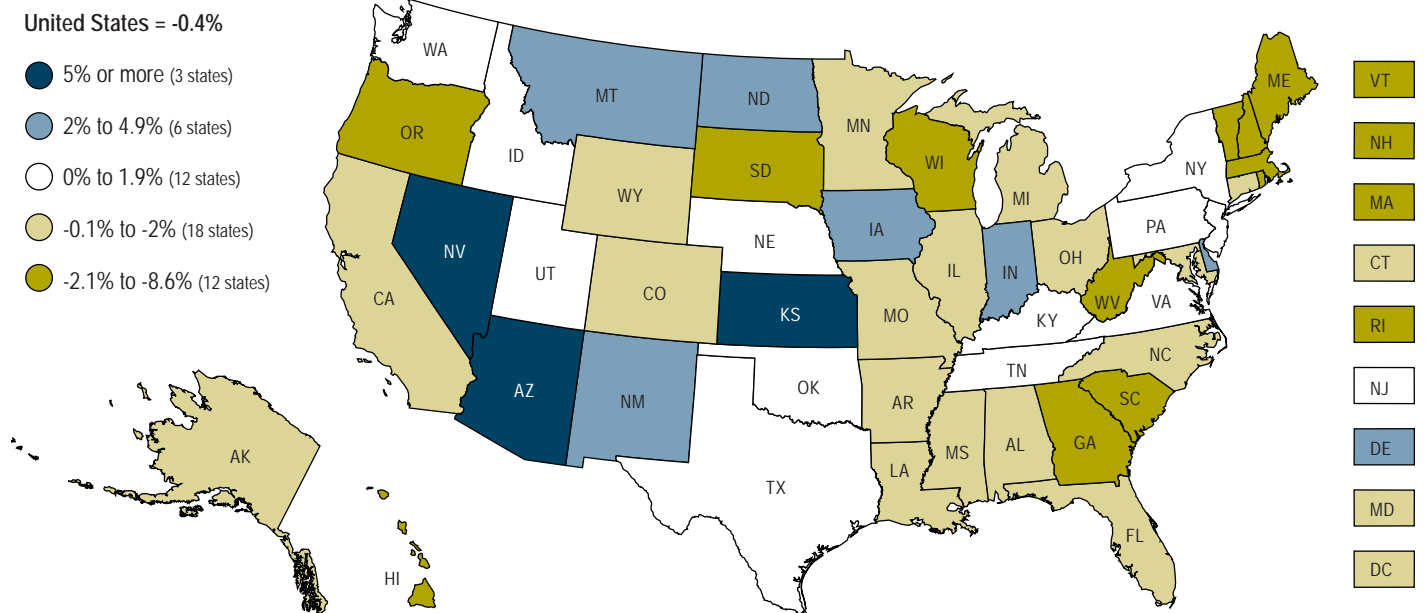 United States = -0.4%
5% or more (3 states)
2% to 4.9% (6 states)
0% to 1.9% (12 states)
-0.1% to -2% (18 states)
-2.1% to -8.6% (12 states)
WA
MT
ND
MN
OR
ID
WY
SD
WI
MI
NY
ME
NV
UT
CO
NE
IA
IL
IN
OH
PA
CA
KS
MO
KY
WV
VA
AZ
NM
OK
AR
TN
NC
SC
TX
LA
MS
AL
GA
FL
AK
HI
VT
NH
MA
CT
RI
NJ
DE
MD
DC